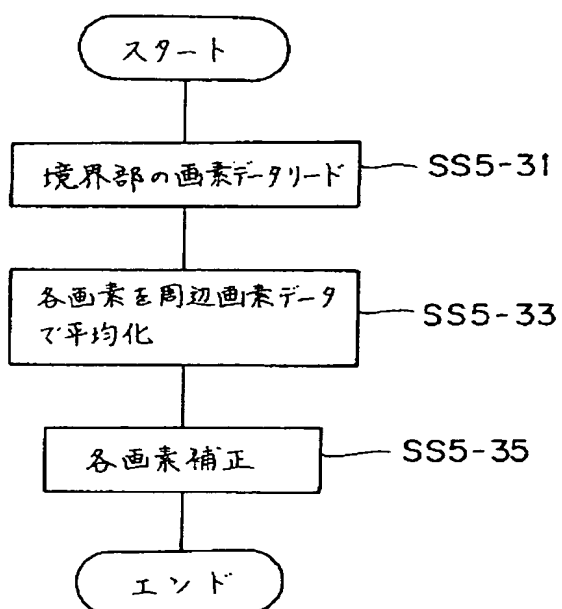 スタート
境界部の画素データリード
SS5-31
各画素を周辺画素データ
で平均化
SS5-33
各画素補正
SS5-35
エンド